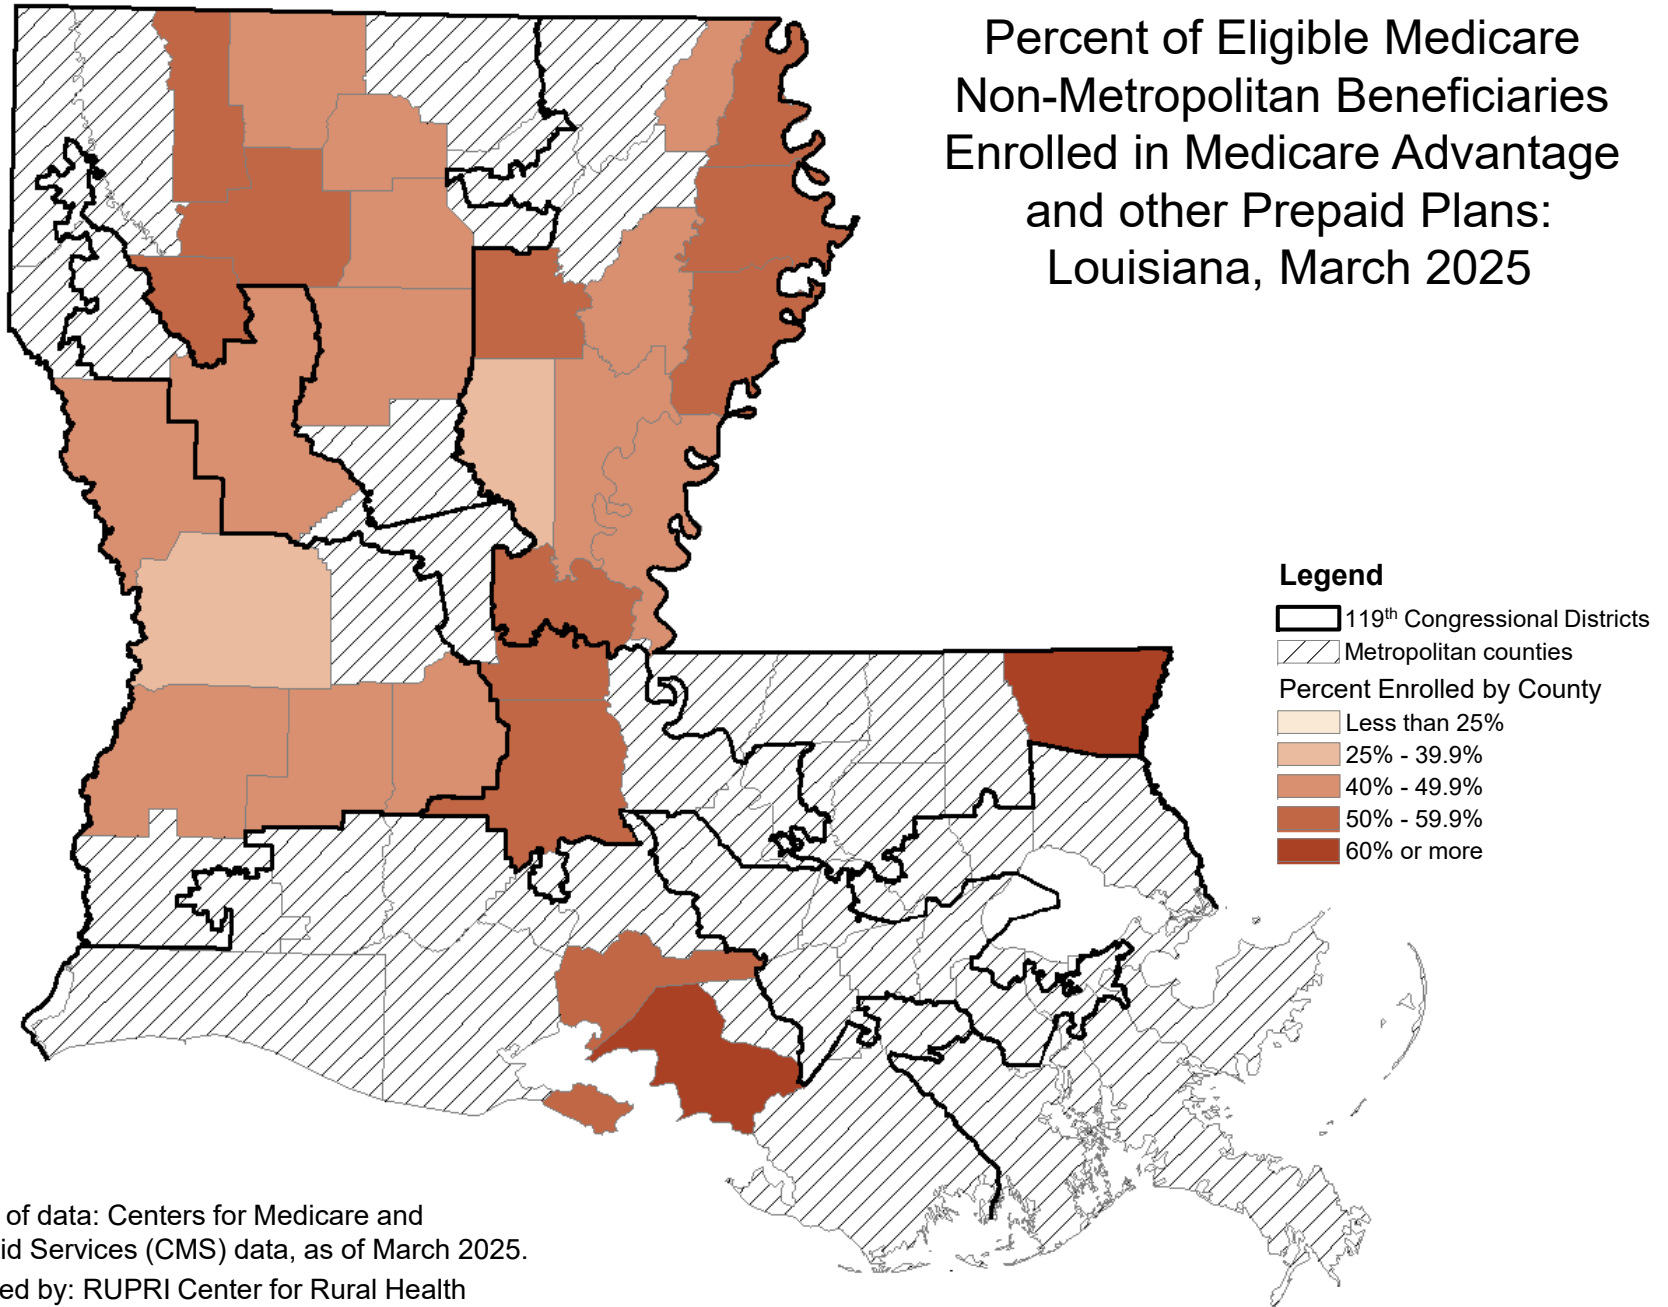 Percent of Eligible Medicare
Non-Metropolitan Beneficiaries
Enrolled in Medicare Advantage
and other Prepaid Plans:
Louisiana, March 2025
Legend
119th Congressional Districts
Metropolitan counties
Percent Enrolled by County
Less than 25%
25% - 39.9%
40% - 49.9%
50% - 59.9%
60% or more
of data: Centers for Medicare and
id Services (CMS) data, as of March 2025.
ed by: RUPRI Center for Rural Health